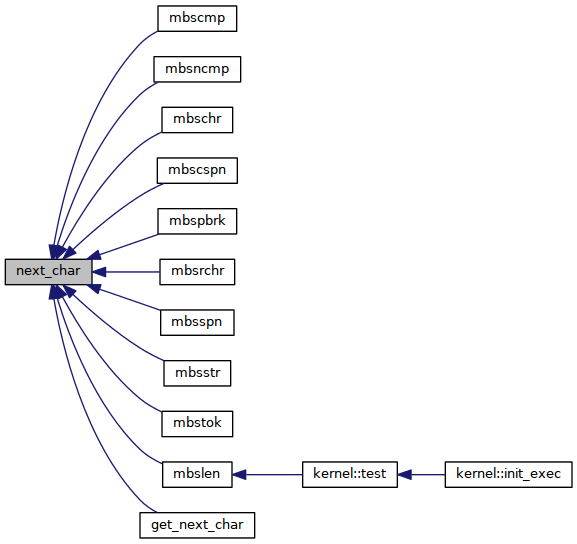 mbscmp
mbsncmp
mbschr
mbscspn
mbspbrk
next_char
mbsrchr
mbsspn
mbsstr
mbstok
mbslen
kernel::test
kernel::init_exec
get_next_char